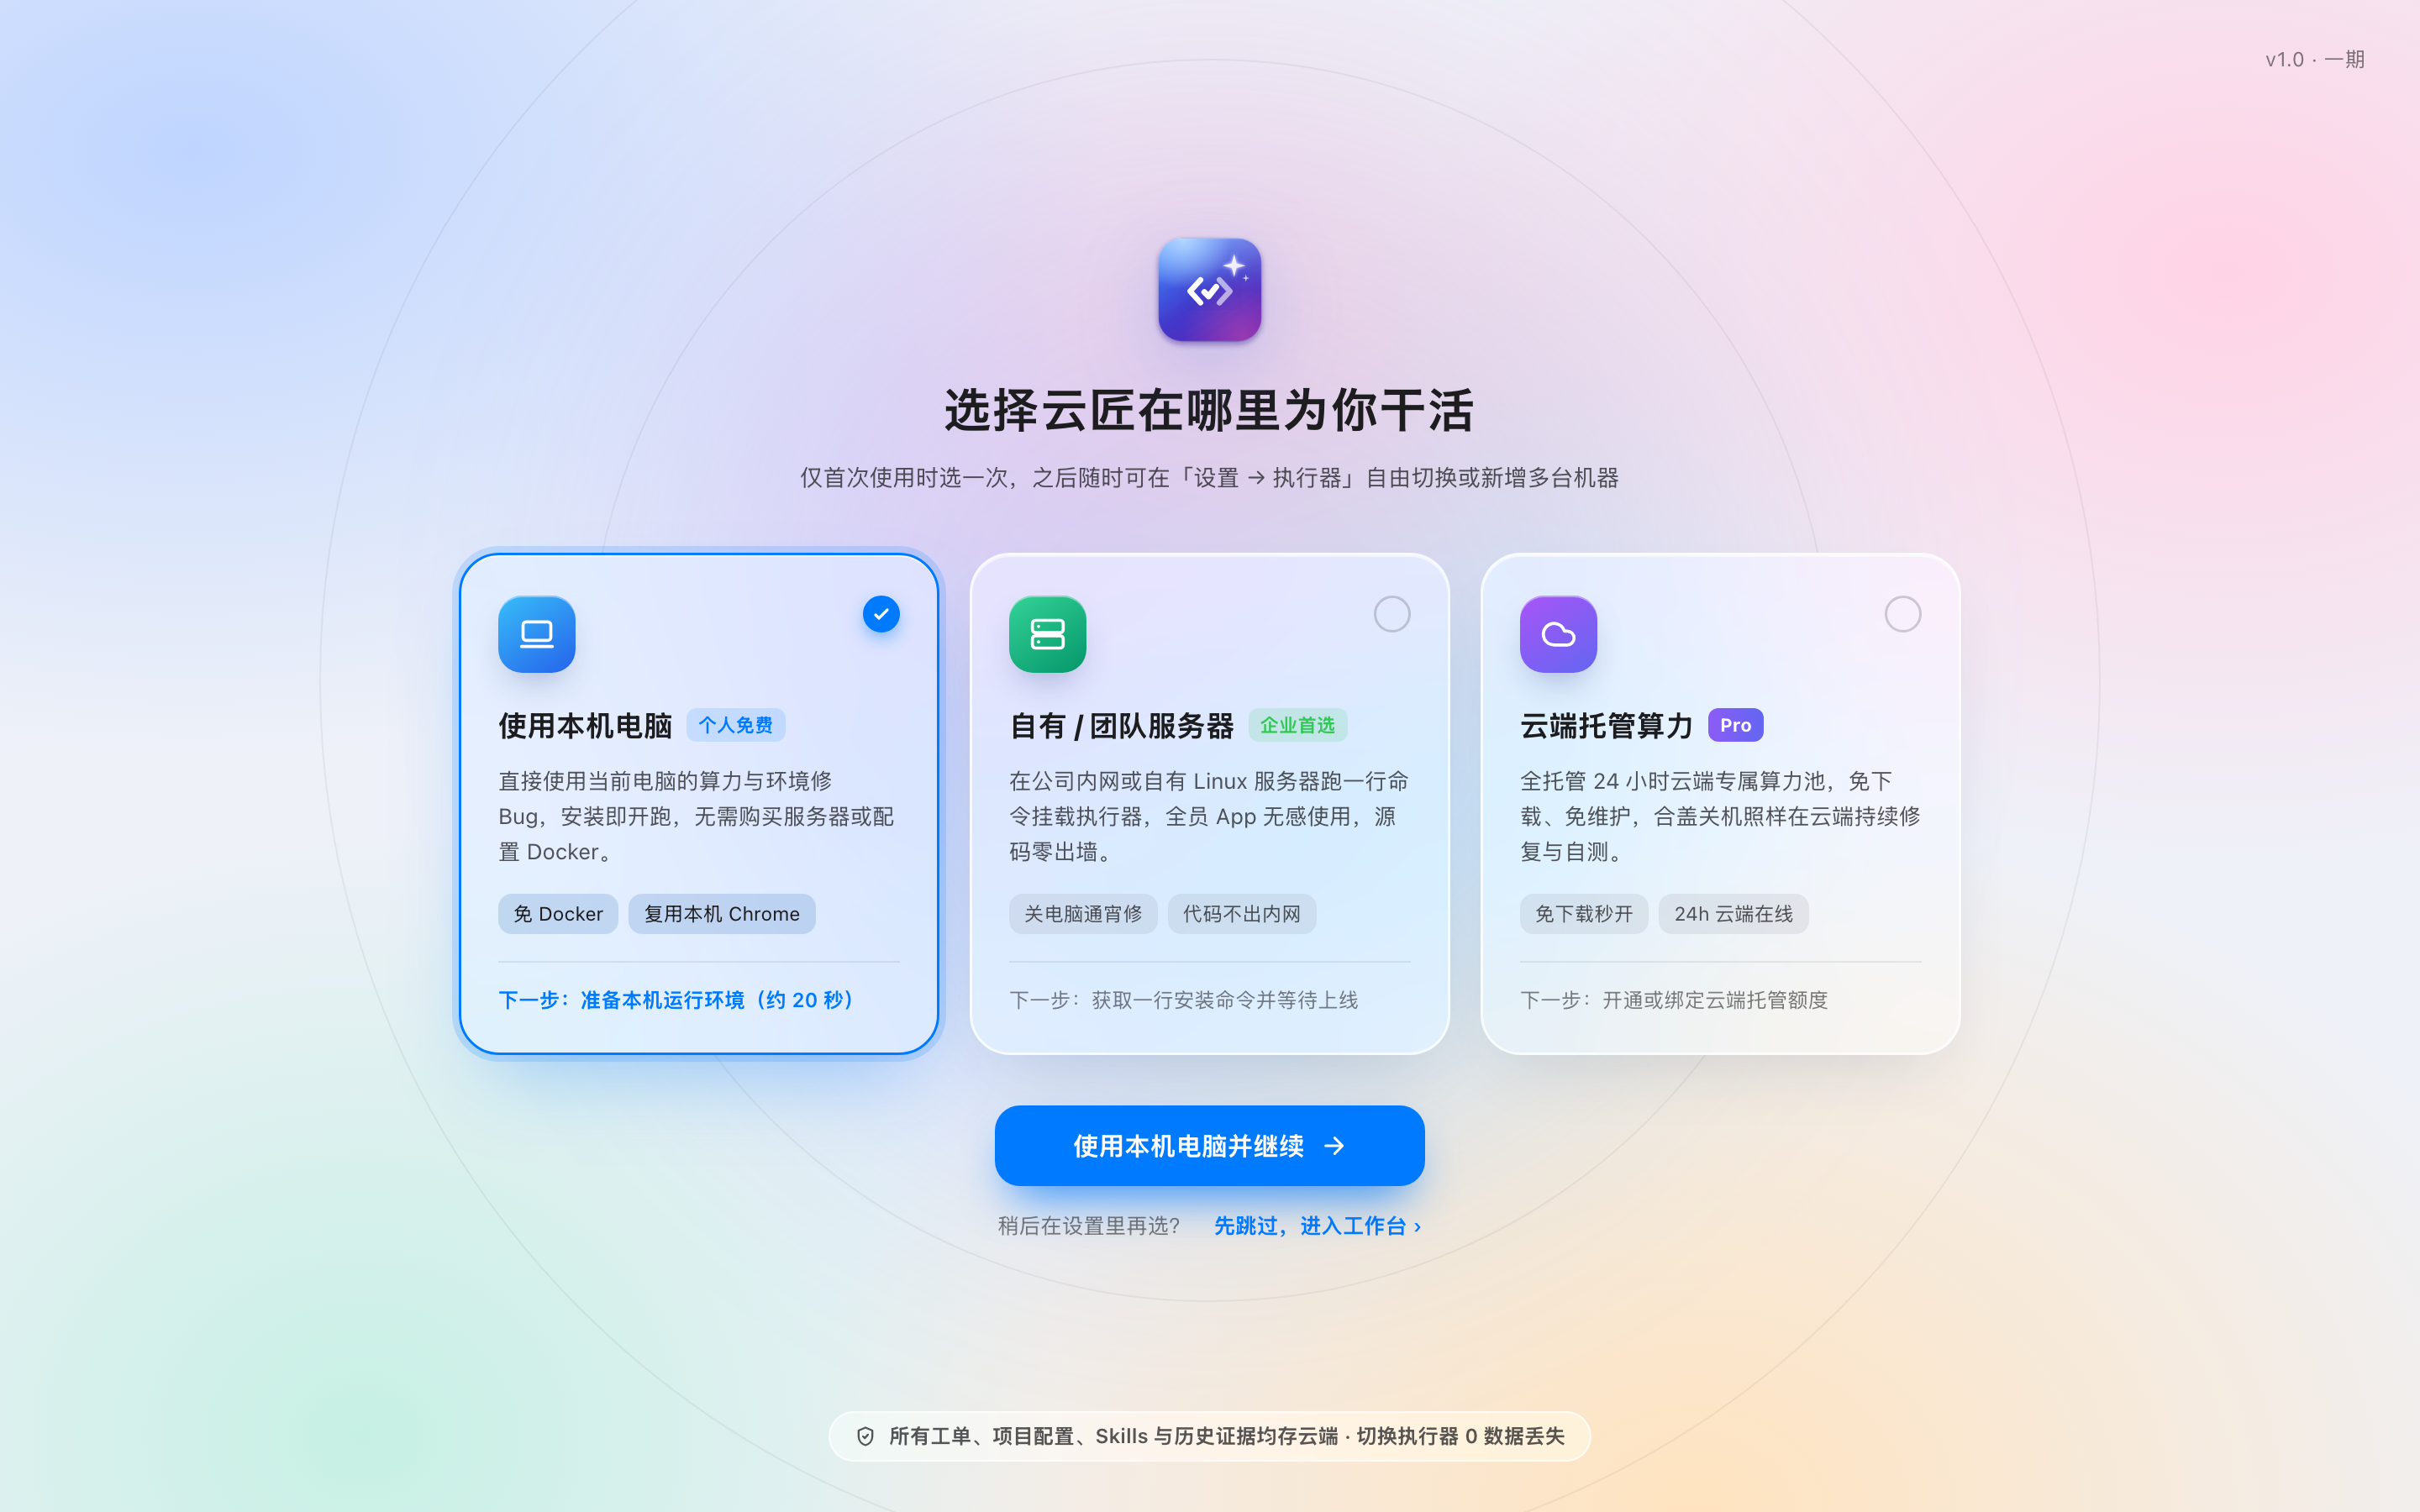 v1.0 · 一期
选择云匠在哪里为你干活
仅首次使用时选一次，之后随时可在「设置 → 执行器」自由切换或新增多台机器
使用本机电脑 个人免费
直接使用当前电脑的算力与环境修
Bug，安装即开跑，无需购买服务器或配
置 Docker。
免 Docker 复用本机 Chrome
下一步：准备本机运行环境（约 20 秒）
自有 / 团队服务器 企业首选
在公司内网或自有 Linux 服务器跑一行命
令挂载执行器，全员 App 无感使用，源
码零出墙。
关电脑通宵修 代码不出内网
下一步：获取一行安装命令并等待上线
云端托管算力 Pro
全托管 24 小时云端专属算力池，免下
载、免维护，合盖关机照样在云端持续修
复与自测。
免下载秒开 24h 云端在线
下一步：开通或绑定云端托管额度
使用本机电脑并继续 →
稍后在设置里再选？ 先跳过，进入工作台 ›
所有工单、项目配置、Skills 与历史证据均存云端 · 切换执行器 0 数据丢失